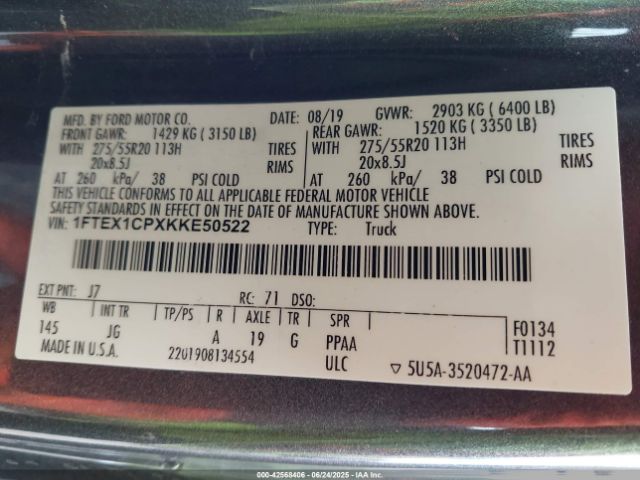 MFD. BY FORD MOTOR CO. DATE: 08/19 GVWR: 2903 KG ( 6400 LB)
FRONT GAWR: 1429 KG ( 3150 LB) REAR GAWR: 1520 KG ( 3350 LB)
WITH 275/55R20 113H TIRES WITH 275/55R20 113H TIRES
20x8.5J RIMS 20x8.5J RIMS
AT 260 kPa/ 38 PSI COLD AT 260 kPa/ 38 PSI COLD
THIS VEHICLE CONFORMS TO ALL APPLICABLE FEDERAL MOTOR VEHICLE
SAFETY STANDARDS IN EFFECT ON THE DATE OF MANUFACTURE SHOWN ABOVE.
VIN: 1FTEX1CPXKKE50522 TYPE: Truck
EXT PNT: J7 RC: 71 DSO:
WB INT TR TP/PS R AXLE TR SPR F0134
145 JG A 19 G PPAA T1112
MADE IN U.S.A. 2201908134554 ULC ▽ 5U5A-3520472-AA
000-42568406 - 06/24/2025 - IAAI.com